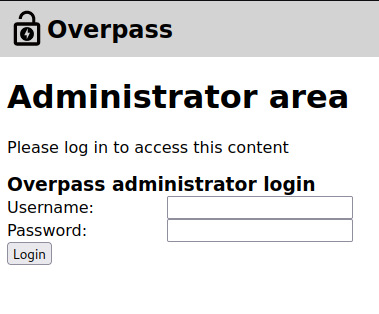 Overpass
Administrator area
Please log in to access this content
Overpass administrator login
Username:
Password:
Login